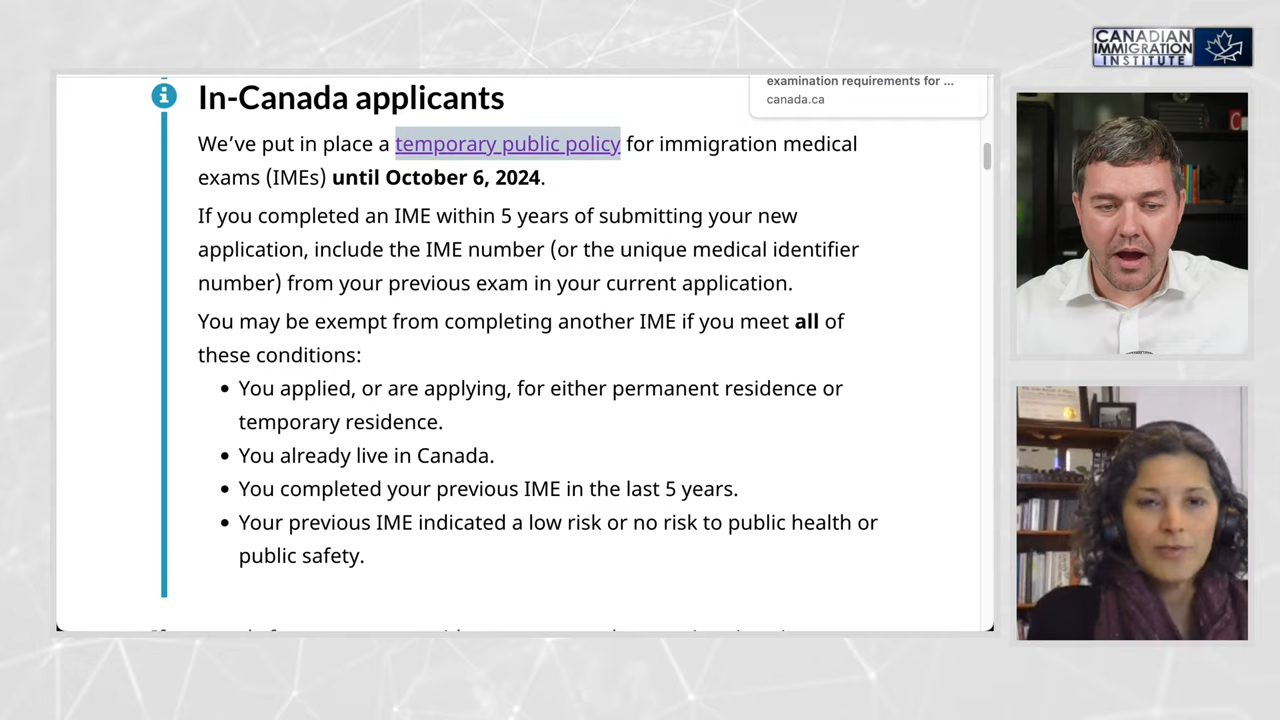 CANADIAN
IMMIGRATION
INSTITUTE
examination requirements for ...
canada.ca
In-Canada applicants
We've put in place a temporary public policy for immigration medical
exams (IMEs) until October 6, 2024.
If you completed an IME within 5 years of submitting your new
application, include the IME number (or the unique medical identifier
number) from your previous exam in your current application.
You may be exempt from completing another IME if you meet all of
these conditions:
• You applied, or are applying, for either permanent residence or
temporary residence.
• You already live in Canada.
• You completed your previous IME in the last 5 years.
• Your previous IME indicated a low risk or no risk to public health or
public safety.